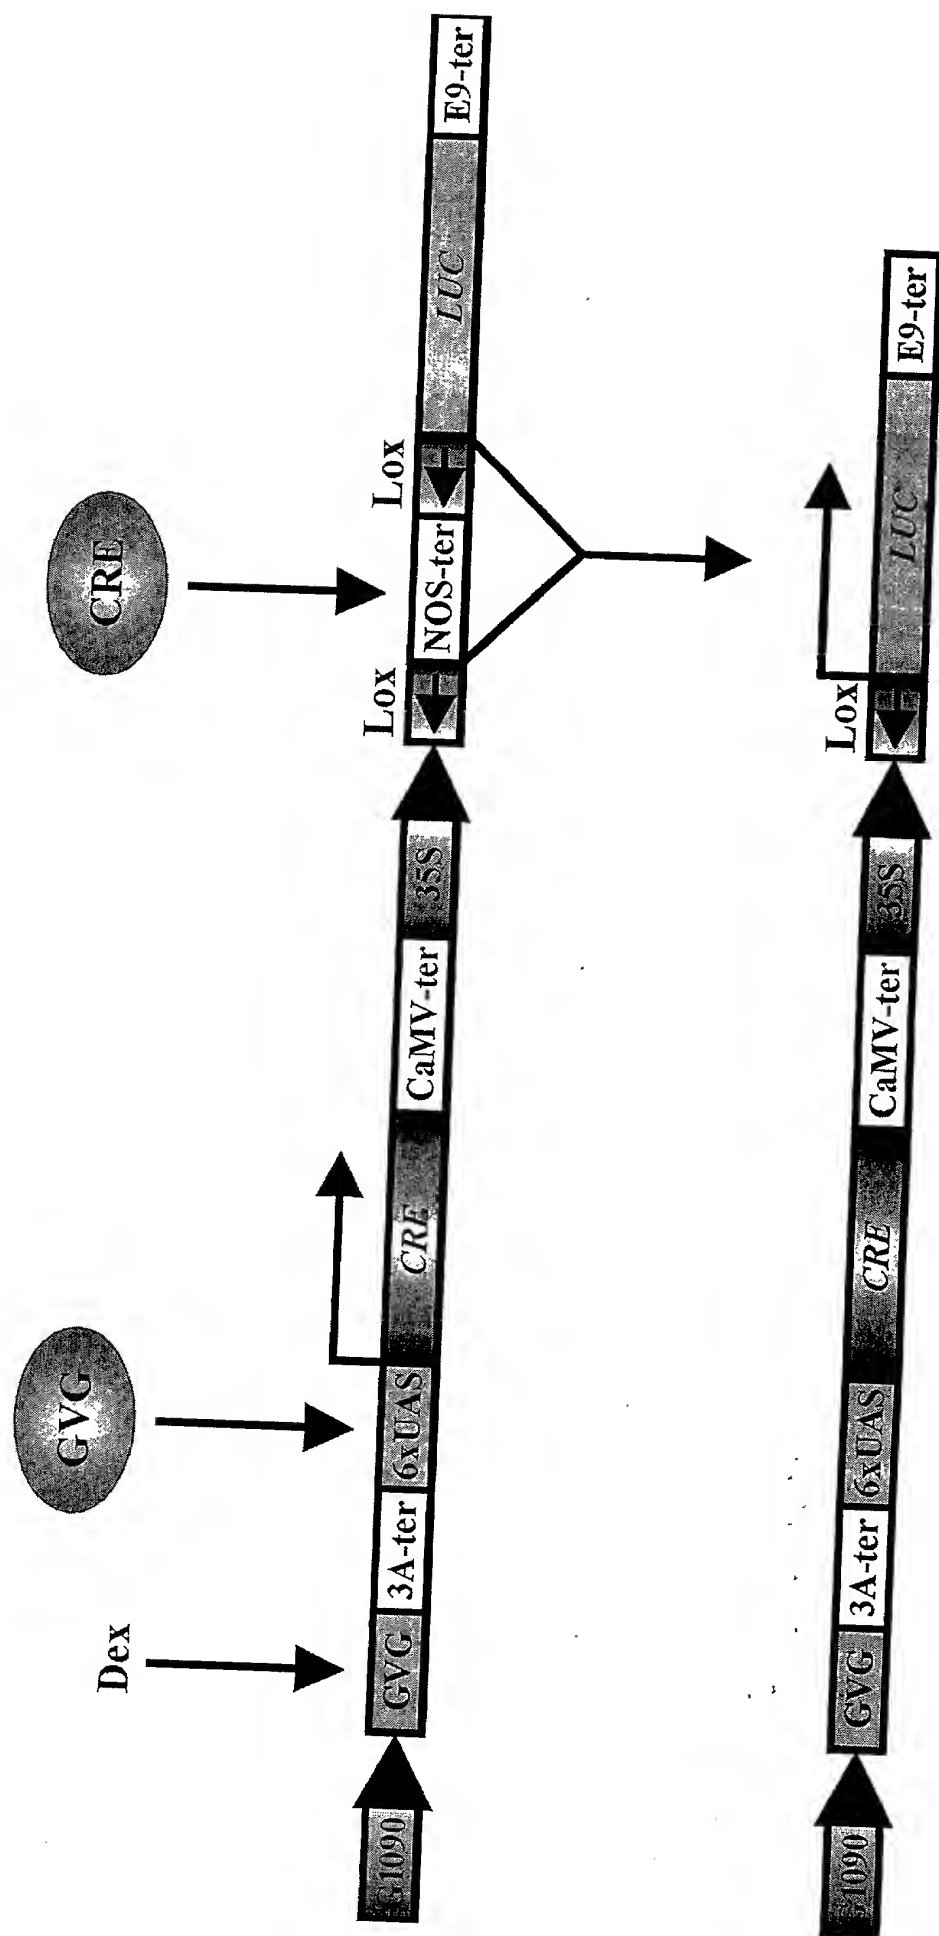 Dex
GVG
CRE
G1090
GVG
3A-ter
6xUAS
CRE
CaMV-ter
35S
Lox
NOS-ter
Lox
LUC
E9-ter
G1090
GVG
3A-ter
6xUAS
CRE
CaMV-ter
35S
Lox
LUC
E9-ter